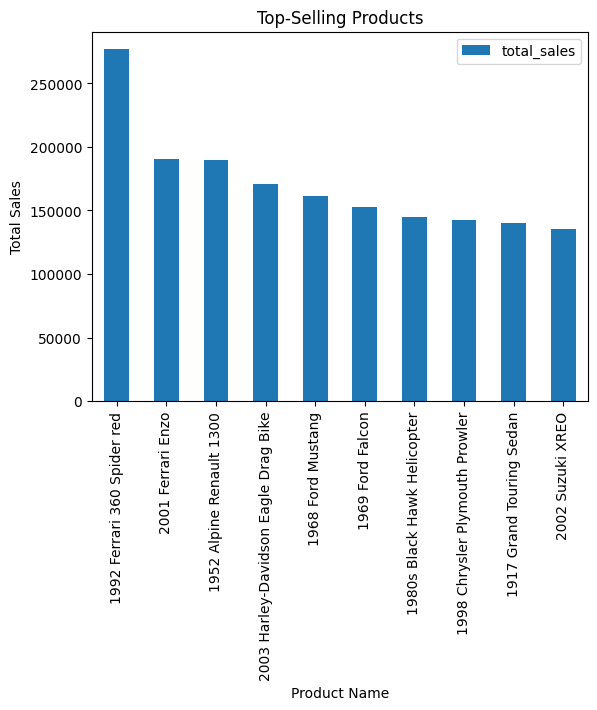 Top-Selling Products
total_sales
Total Sales
250000
200000
150000
100000
50000
0
1992 Ferrari 360 Spider red
2001 Ferrari Enzo
1952 Alpine Renault 1300
2003 Harley-Davidson Eagle Drag Bike
1968 Ford Mustang
1969 Ford Falcon
1980s Black Hawk Helicopter
1998 Chrysler Plymouth Prowler
1917 Grand Touring Sedan
2002 Suzuki XREO
Product Name